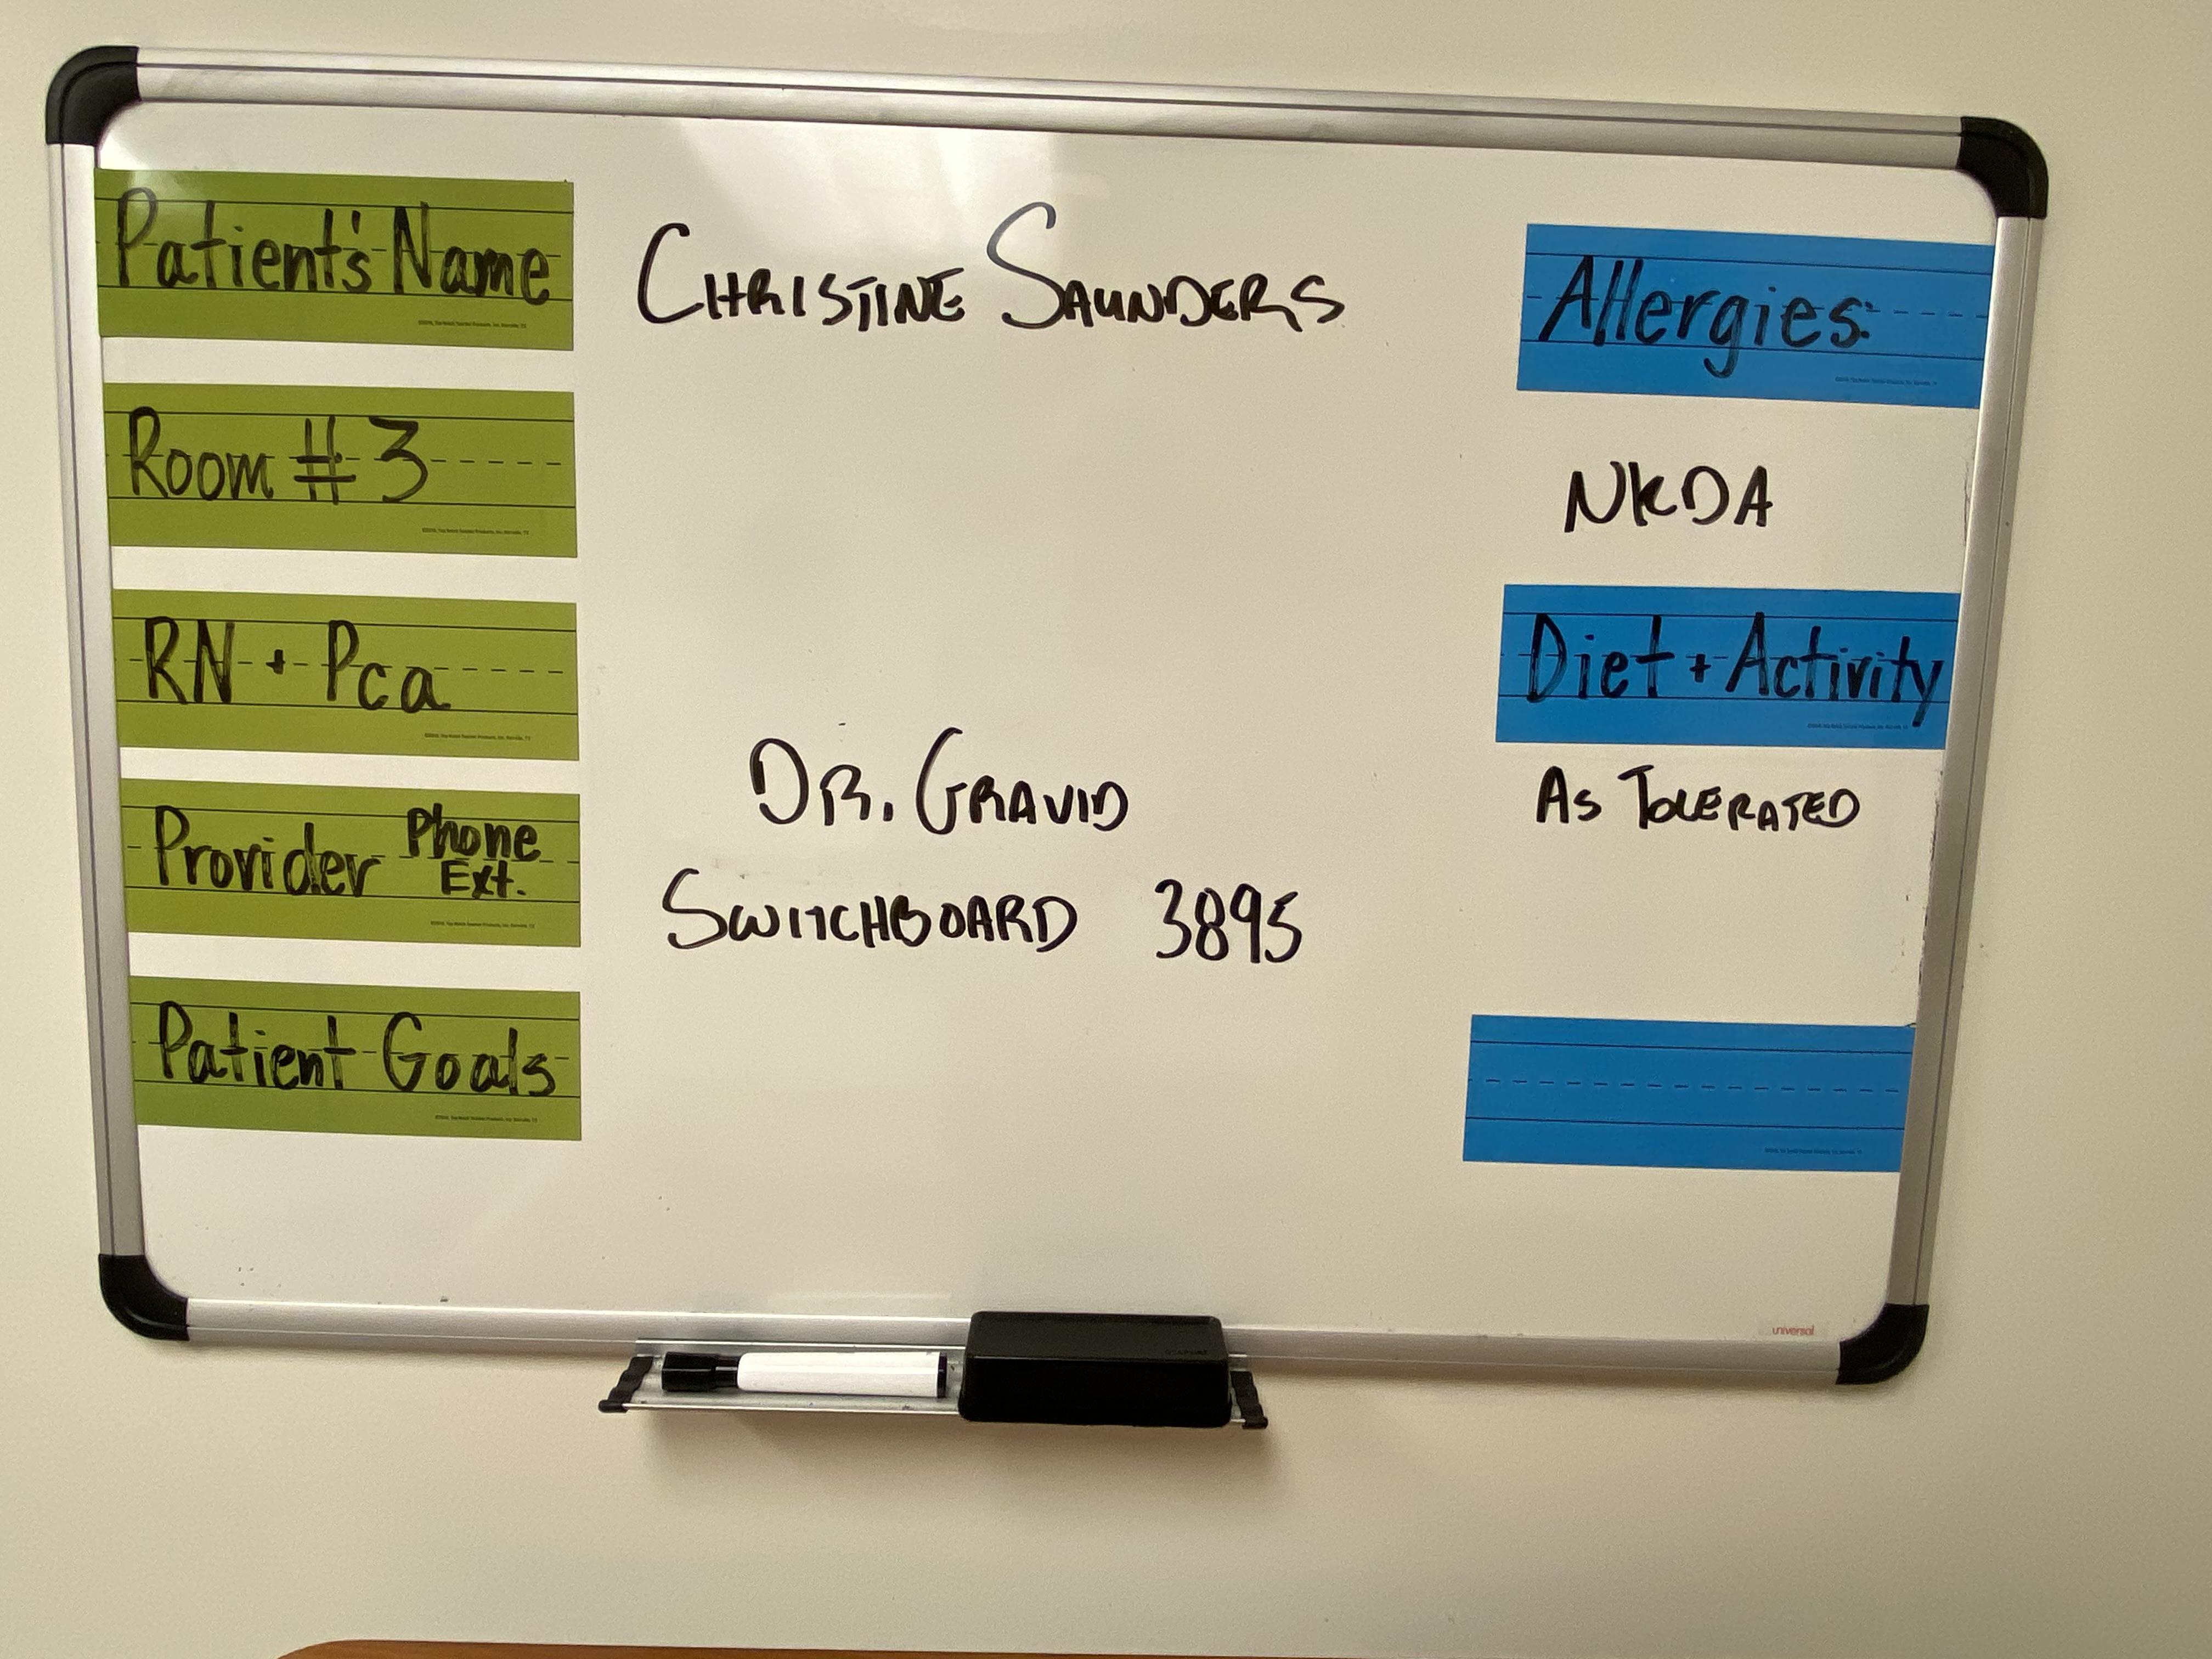 Patient's Name
CHRISTINE SAUNDERS
Allergies:
Room # 3
NKDA
RN + Pca
Diet + Activity
Provider Phone Ext.
DR. GRAVID
AS TOLERATED
SWITCHBOARD 3895
Patient Goals
universal